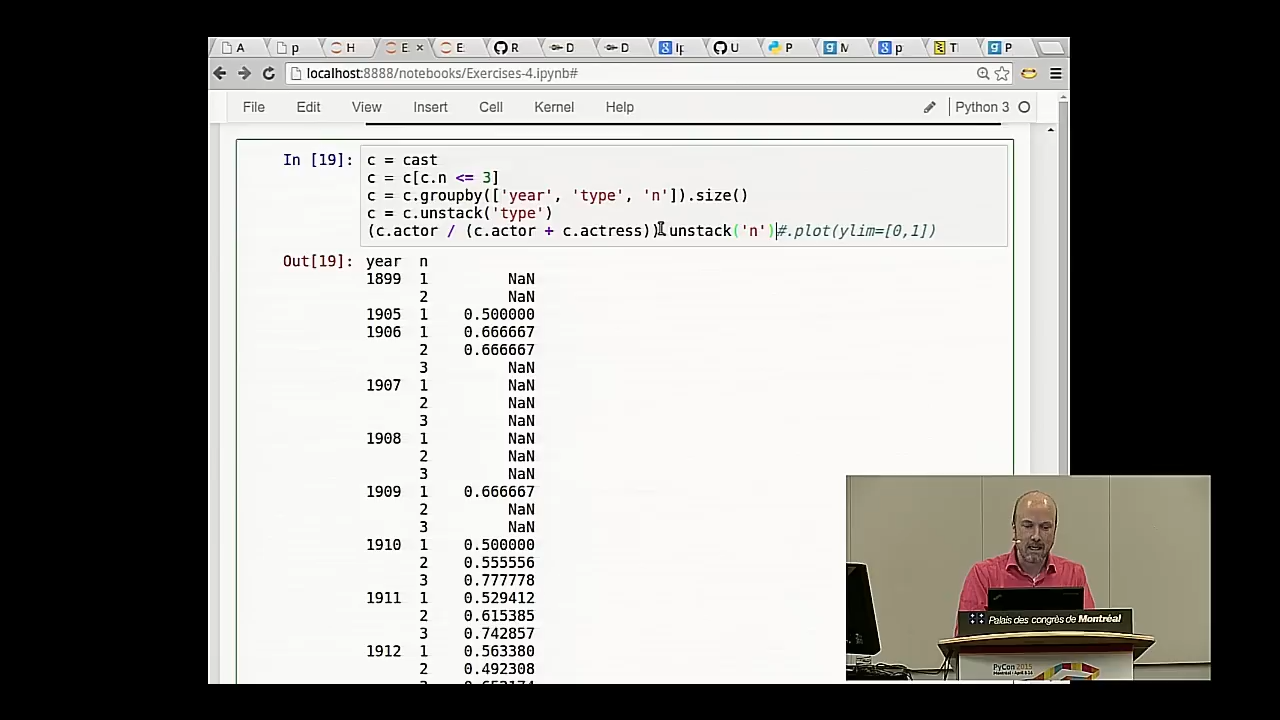 A p H E E R D D Ip U P M p T P
localhost:8888/notebooks/Exercises-4.ipynb#
File Edit View Insert Cell Kernel Help Python 3
In [19]: c = cast
c = c[c.n <= 3]
c = c.groupby(['year', 'type', 'n']).size()
c = c.unstack('type')
(c.actor / (c.actor + c.actress)).unstack('n')#.plot(ylim=[0,1])
Out[19]: year n
1899 1 NaN
2 NaN
1905 1 0.500000
1906 1 0.666667
2 0.666667
3 NaN
1907 1 NaN
2 NaN
3 NaN
1908 1 NaN
2 NaN
3 NaN
1909 1 0.666667
2 NaN
3 NaN
1910 1 0.500000
2 0.555556
3 0.777778
1911 1 0.529412
2 0.615385
3 0.742857
1912 1 0.563380
2 0.492308
Palais des congrès de Montréal
PyCon 2015